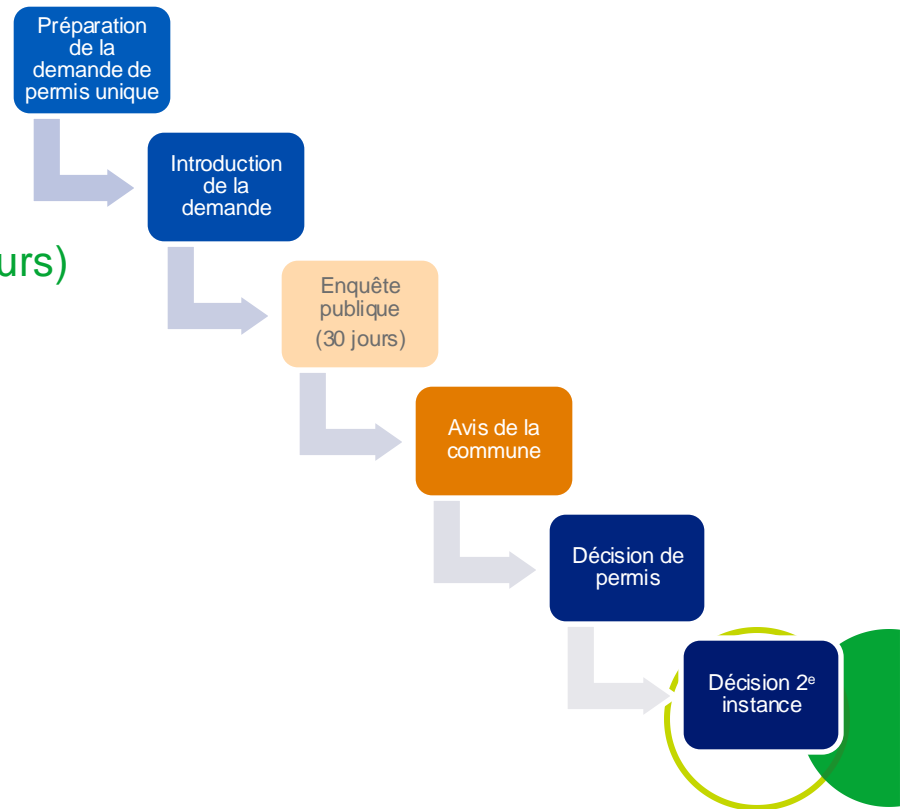 Préparation
de la
demande de
permis unique
Introduction
de la
demande
urs)
Enquête
publique
(30 jours)
Avis de la
commune
Décision de
permis
Décision 2e
instance